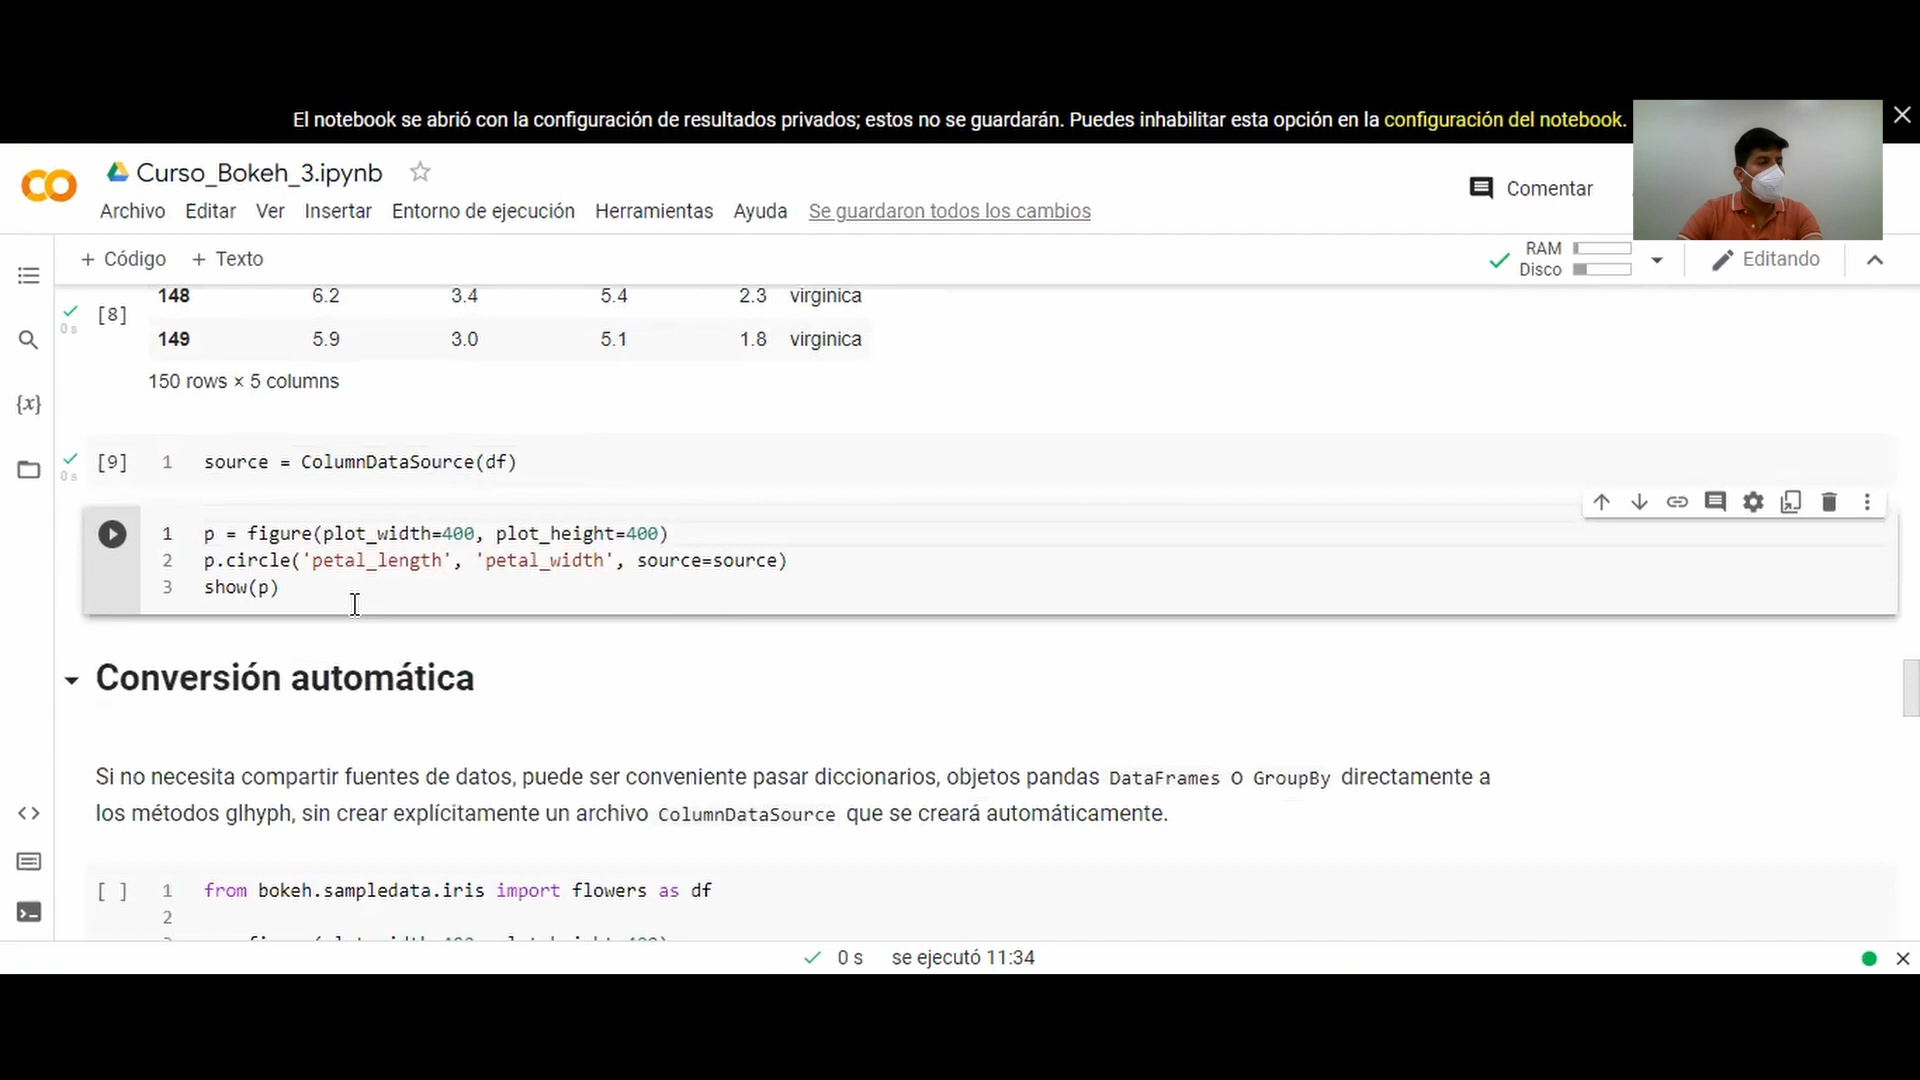 El notebook se abrió con la configuración de resultados privados; estos no se guardarán. Puedes inhabilitar esta opción en la configuración del notebook.
Curso_Bokeh_3.ipynb
Comentar
Archivo Editar Ver Insertar Entorno de ejecución Herramientas Ayuda Se guardaron todos los cambios
+ Código + Texto
RAM
Disco
Editando
148 6.2 3.4 5.4 2.3 virginica
[8]
0 s
149 5.9 3.0 5.1 1.8 virginica
150 rows × 5 columns
[9] 1 source = ColumnDataSource(df)
0 s
1 p = figure(plot_width=400, plot_height=400)
2 p.circle('petal_length', 'petal_width', source=source)
3 show(p)
Conversión automática
Si no necesita compartir fuentes de datos, puede ser conveniente pasar diccionarios, objetos pandas DataFrames O GroupBy directamente a
los métodos glhyph, sin crear explícitamente un archivo ColumnDataSource que se creará automáticamente.
[ ] 1 from bokeh.sampledata.iris import flowers as df
2
0 s se ejecutó 11:34